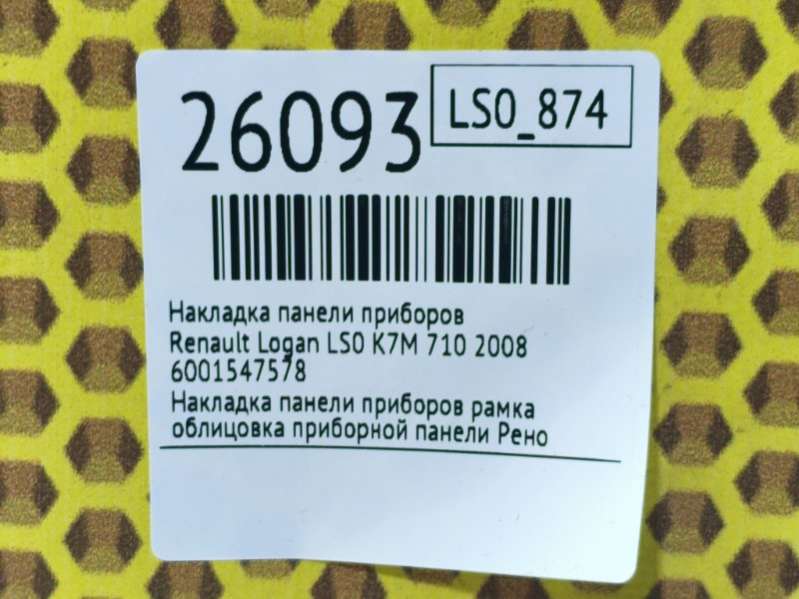 26093
LS0_874
Накладка панели приборов
Renault Logan LS0 K7M 710 2008
6001547578
Накладка панели приборов рамка
облицовка приборной панели Рено